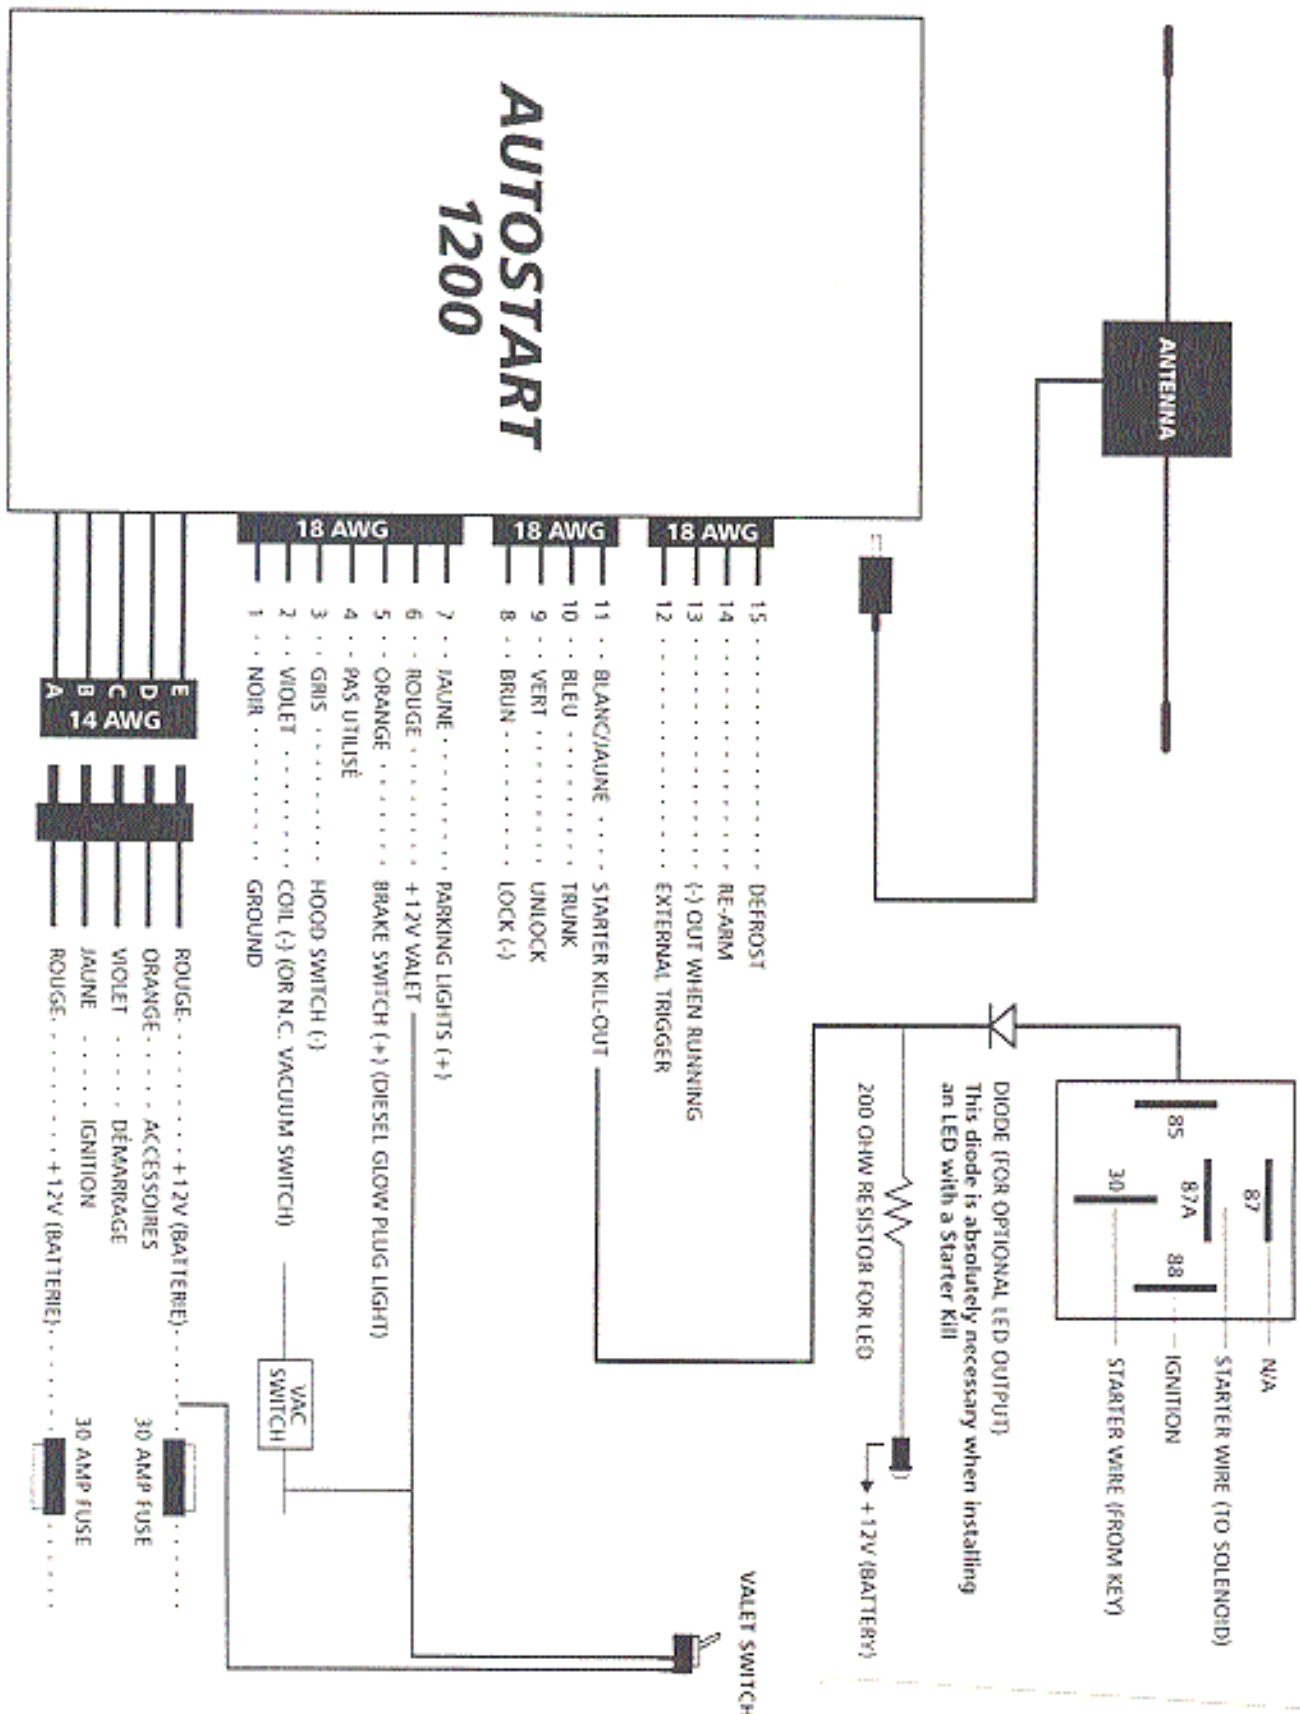 AUTOSTART
1200
ANTENNA
18 AWG
18 AWG
18 AWG
14 AWG
E
D
C
B
A
15 DEFROST
14 RE-ARM
13 (-) OUT WHEN RUNNING
12 EXTERNAL TRIGGER
11 BLANC/JAUNE STARTER KILL-OUT
10 BLEU TRUNK
9 VERT UNLOCK
8 BRUN LOCK (-)
7 JAUNE PARKING LIGHTS (+)
6 ROUGE +12V VALET
5 ORANGE BRAKE SWITCH (+) (DIESEL GLOW PLUG LIGHT)
4 PAS UTILISÉ
3 GRIS HOOD SWITCH (-)
2 VIOLET COIL (-) (OR N.C. VACUUM SWITCH)
1 NOIR GROUND
ROUGE +12V (BATTERIE)
ORANGE ACCESSOIRES
VIOLET DÉMARRAGE
JAUNE IGNITION
ROUGE +12V (BATTERIE)
30 AMP FUSE
30 AMP FUSE
VAC
SWITCH
VALET SWITCH
87
87A
85
88
30
N/A
STARTER WIRE (TO SOLENOID)
IGNITION
STARTER WIRE (FROM KEY)
DIODE (FOR OPTIONAL LED OUTPUT)
This diode is absolutely necessary when installing
an LED with a Starter Kill
200 OHW RESISTOR FOR LED
+12V (BATTERY)